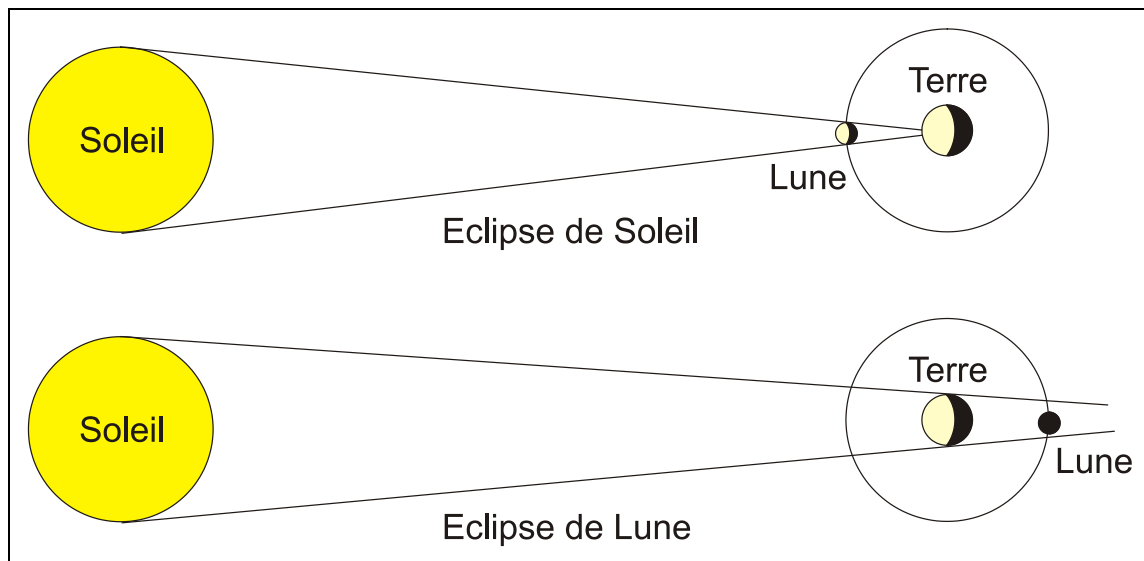 Soleil
Terre
Lune
Eclipse de Soleil
Soleil
Terre
Lune
Eclipse de Lune